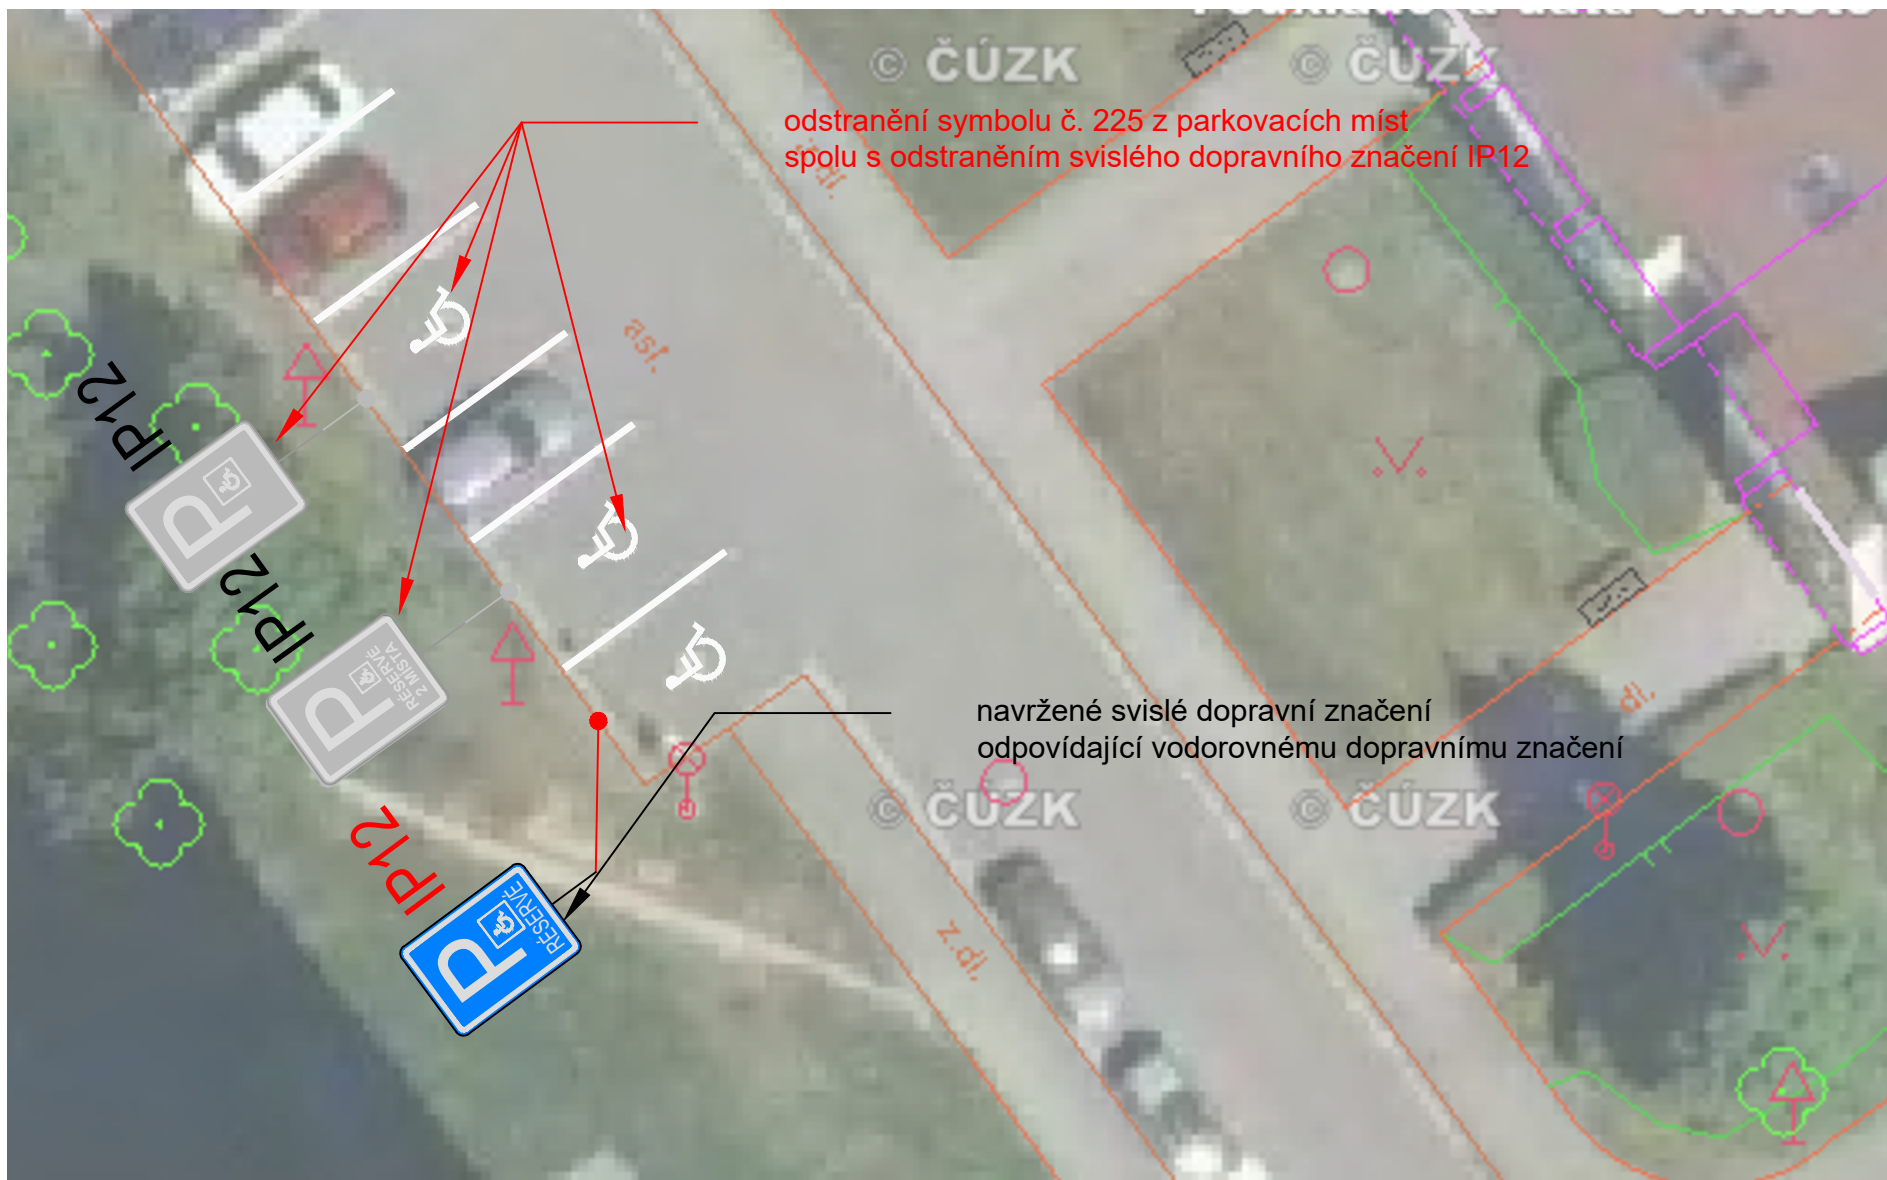 © ČÚZK
© ČÚZK
odstranění symbolu č. 225 z parkovacích míst
spolu s odstraněním svislého dopravního značení IP12
asf.
IP12
P
IP12
P
RÉSERVÉ
2 MÍSTA
dl.
navržené svislé dopravní značení
odpovídající vodorovnému dopravnímu značení
© ČÚZK
© ČÚZK
IP12
P
RÉSERVÉ
z.dl.